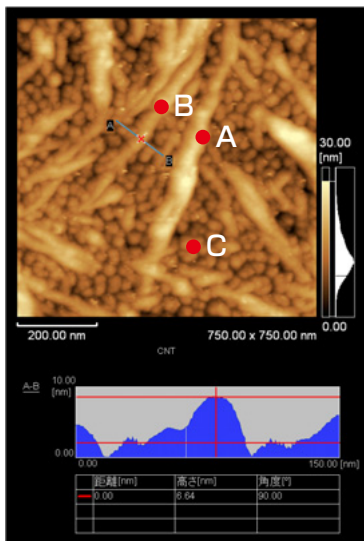 B
A
C
A
B
30.00
[nm]
0.00
200.00 nm
750.00 x 750.00 nm
CNT
A-B
10.00
[nm]
0.00
0.00
150.00 [nm]
距離[nm] 高さ[nm] 角度[°]
0.00 6.64 90.00